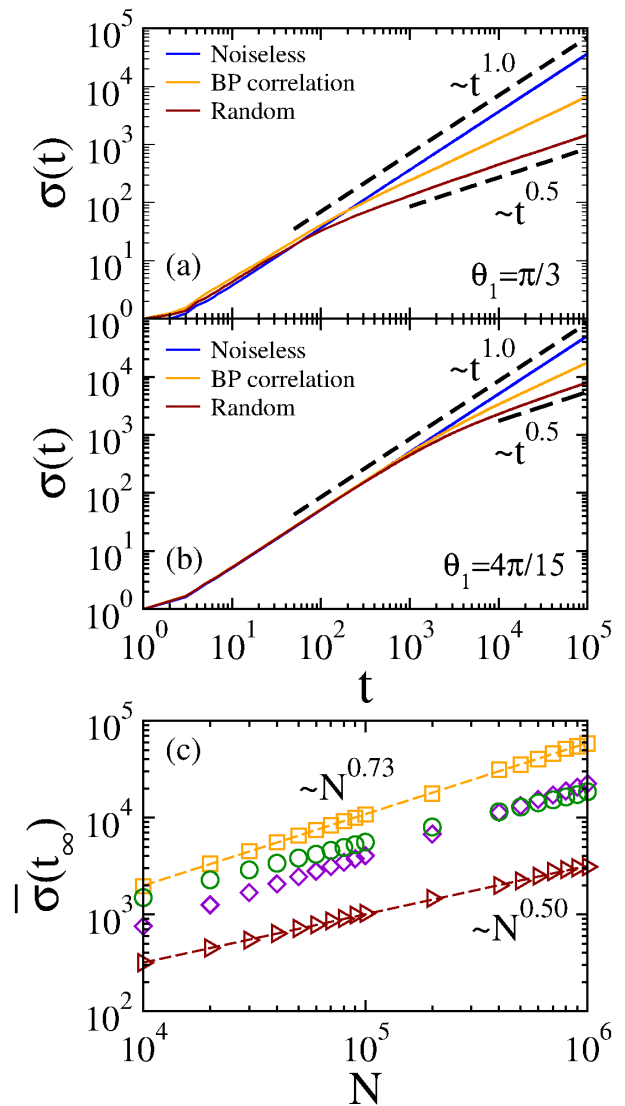 10^5
10^4
10^3
10^2
10^1
10^0
σ(t)
Noiseless
BP correlation
Random
~t^1.0
~t^0.5
(a)
θ_1=π/3
10^4
10^3
10^2
10^1
10^0
σ(t)
Noiseless
BP correlation
Random
~t^1.0
~t^0.5
(b)
θ_1=4π/15
10^0 10^1 10^2 10^3 10^4 10^5
t
10^5
10^4
10^3
10^2
σ̅(t_∞)
(c)
~N^0.73
~N^0.50
10^4 10^5 10^6
N